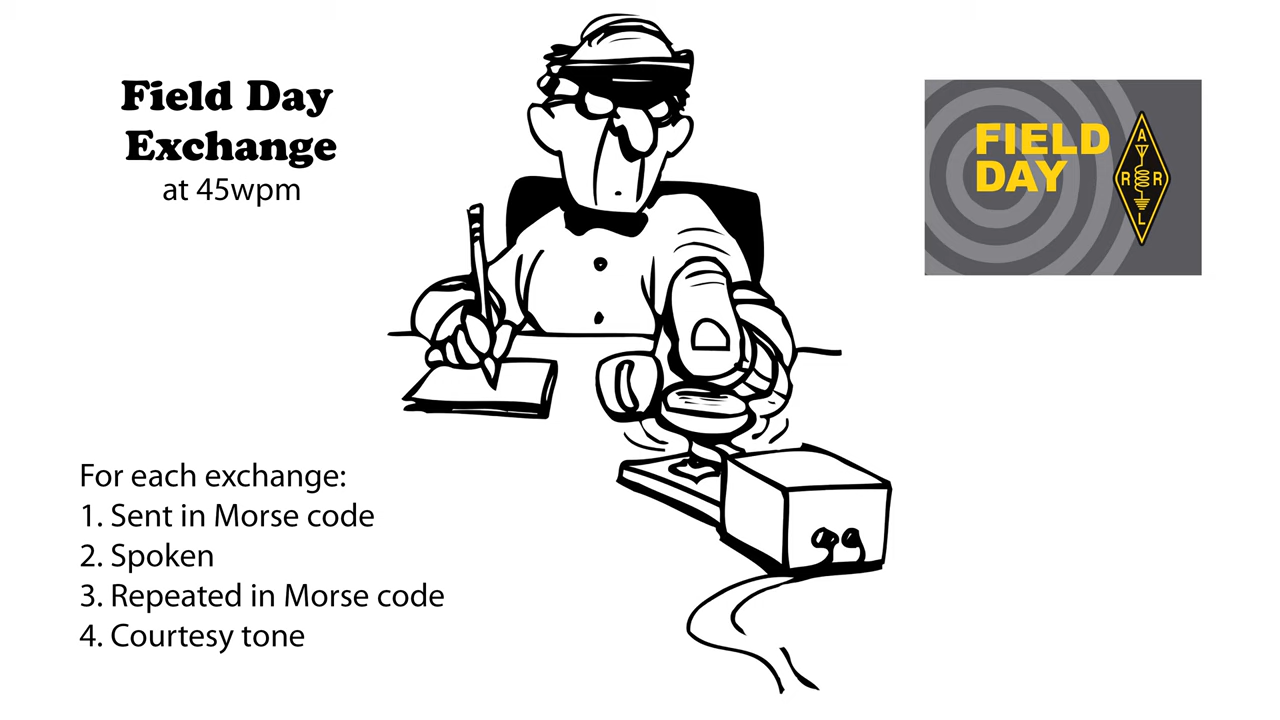 Field Day
Exchange
at 45wpm
FIELD
DAY
A
R R
L
For each exchange:
1. Sent in Morse code
2. Spoken
3. Repeated in Morse code
4. Courtesy tone